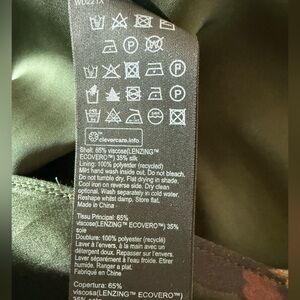 WD221X
clevercare.info
Shell: 65%
viscose(LENZING™
ECOVERO™) 35% silk
Lining: 100% polyester (recycled)
Mild hand wash inside out. Do not bleach.
Do not tumble dry. Flat drying in shade.
Cool iron on reverse side. Dry clean
optional. Wash separately in cold water.
Reshape whilst damp. Store flat.
Made in China
Tissu Principal: 65%
viscose(LENZING™ ECOVERO™) 35%
soie
Doublure: 100% polyester (recyclé)
Laver à l'envers, à la main avec un
détergent doux. Repasser à l'envers.
Étirer
Laver séparément à l'eau froide. Étirer
humide. Ranger à plat.
Fabriqué en Chine
Copertura: 65%
viscosa(LENZING™ ECOVERO™)
35% seta